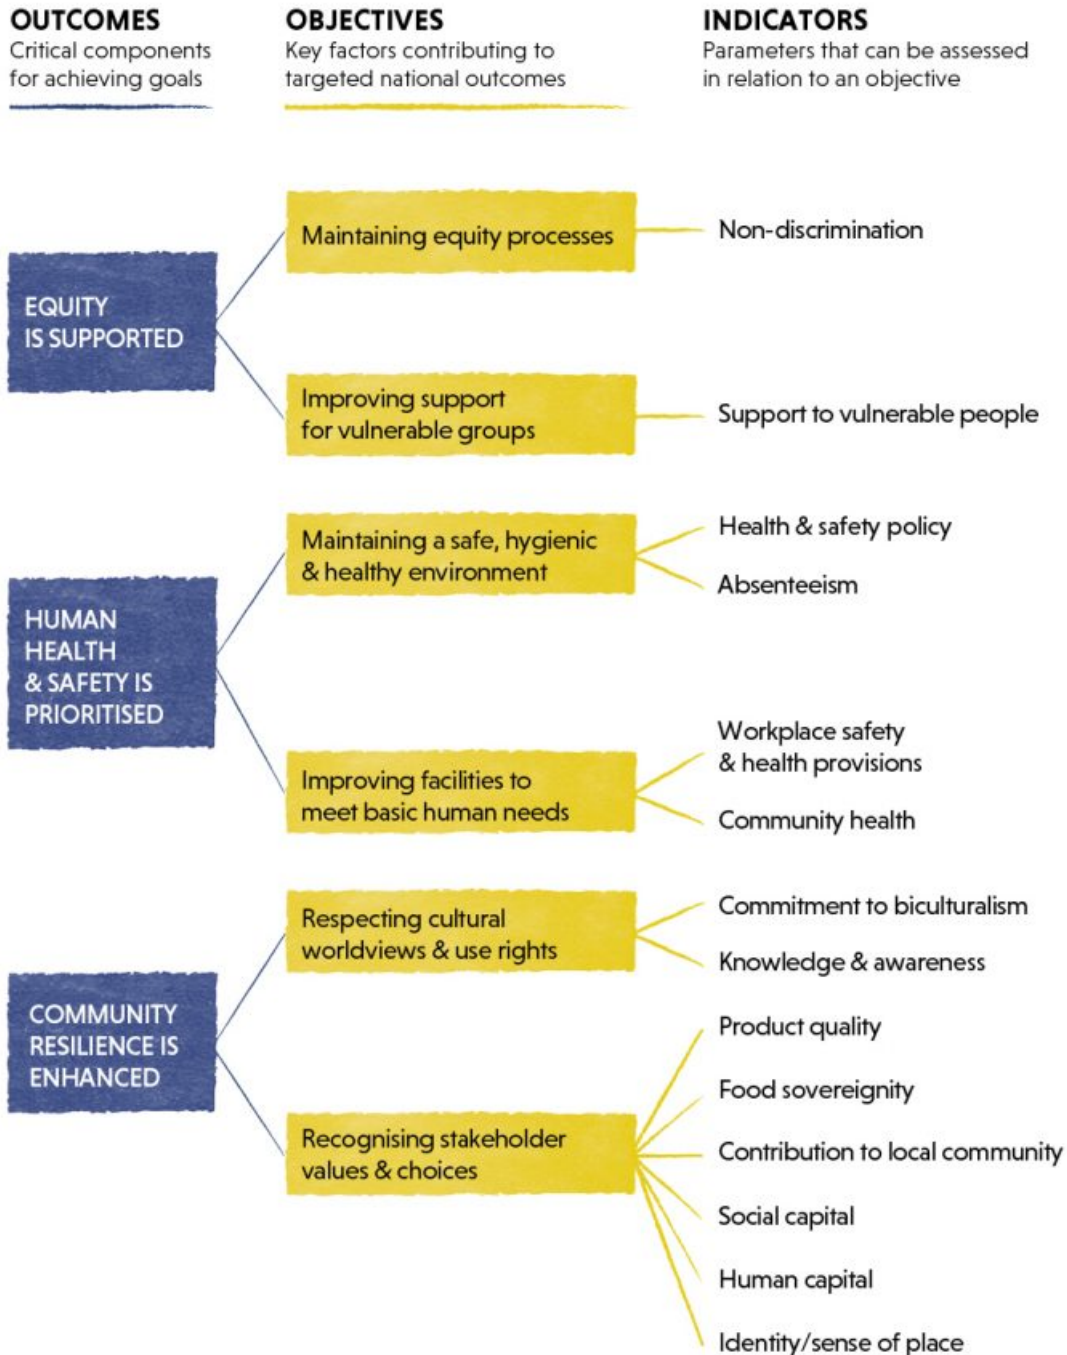 OUTCOMES
Critical components
for achieving goals
OBJECTIVES
Key factors contributing to
targeted national outcomes
INDICATORS
Parameters that can be assessed
in relation to an objective
EQUITY
IS SUPPORTED
Maintaining equity processes
Non-discrimination
Improving support
for vulnerable groups
Support to vulnerable people
HUMAN
HEALTH
& SAFETY IS
PRIORITISED
Maintaining a safe, hygienic
& healthy environment
Health & safety policy
Absenteeism
Improving facilities to
meet basic human needs
Workplace safety
& health provisions
Community health
COMMUNITY
RESILIENCE IS
ENHANCED
Respecting cultural
worldviews & use rights
Commitment to biculturalism
Knowledge & awareness
Recognising stakeholder
values & choices
Product quality
Food sovereignity
Contribution to local community
Social capital
Human capital
Identity/sense of place